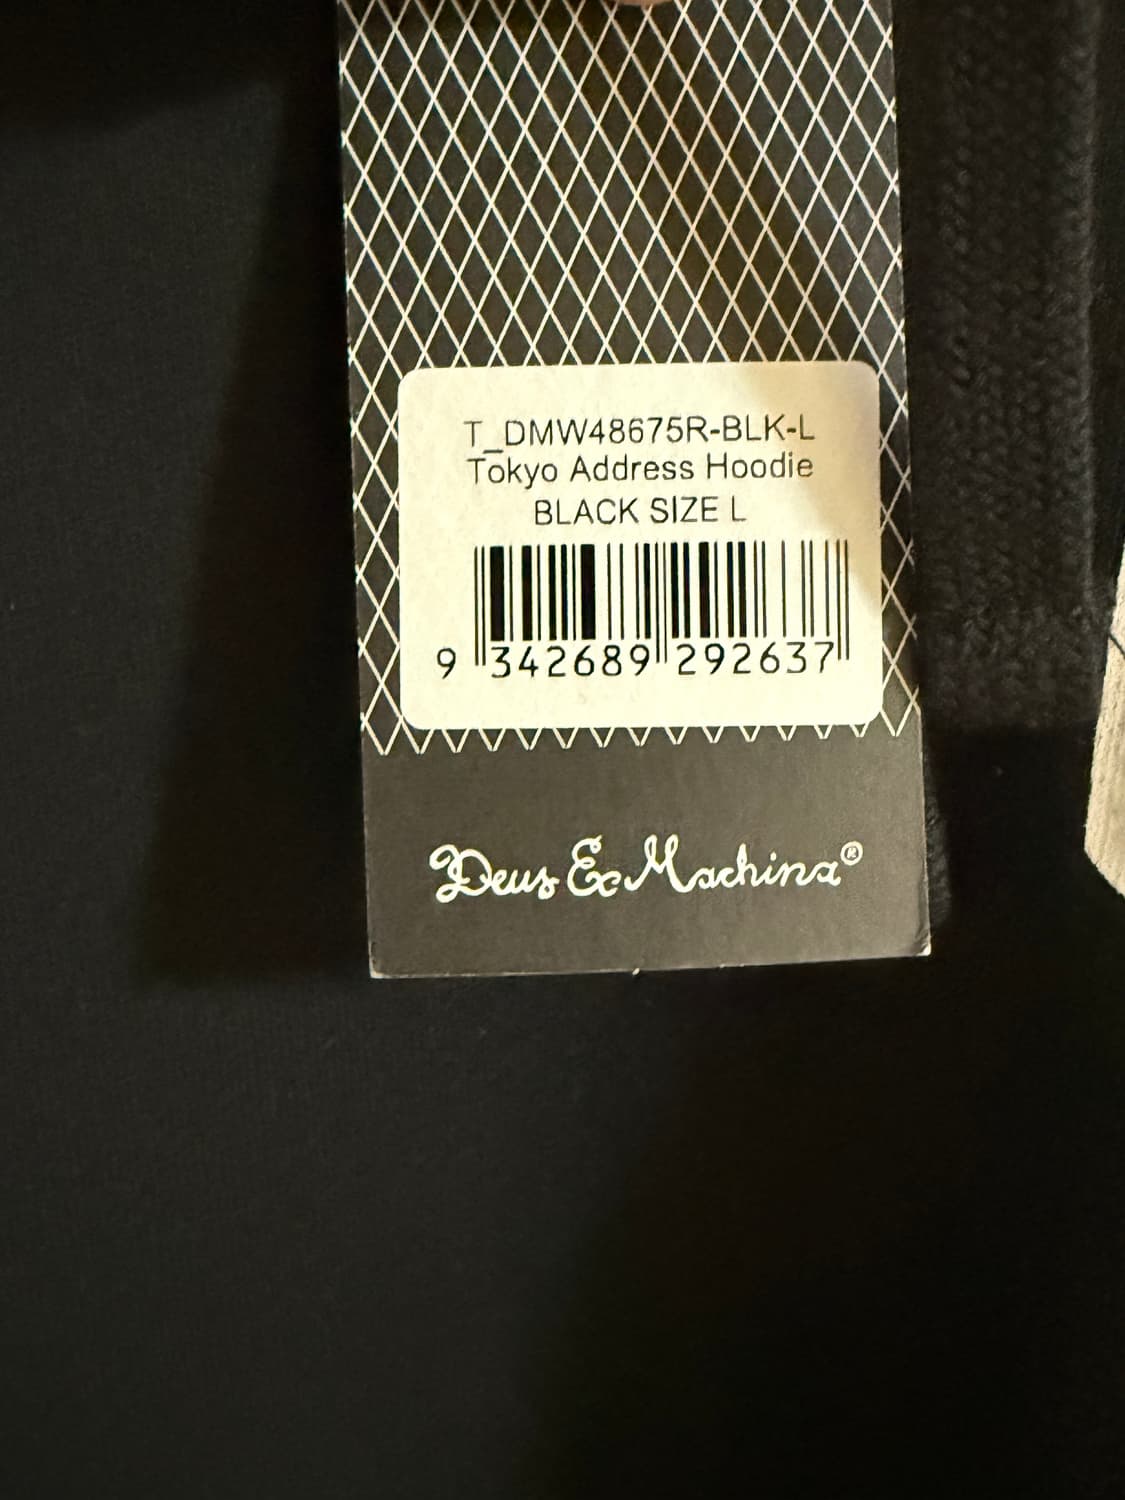 T_DMW48675R-BLK-L
Tokyo Address Hoodie
BLACK SIZE L
9 342689 292637
Deus Ex Machina®